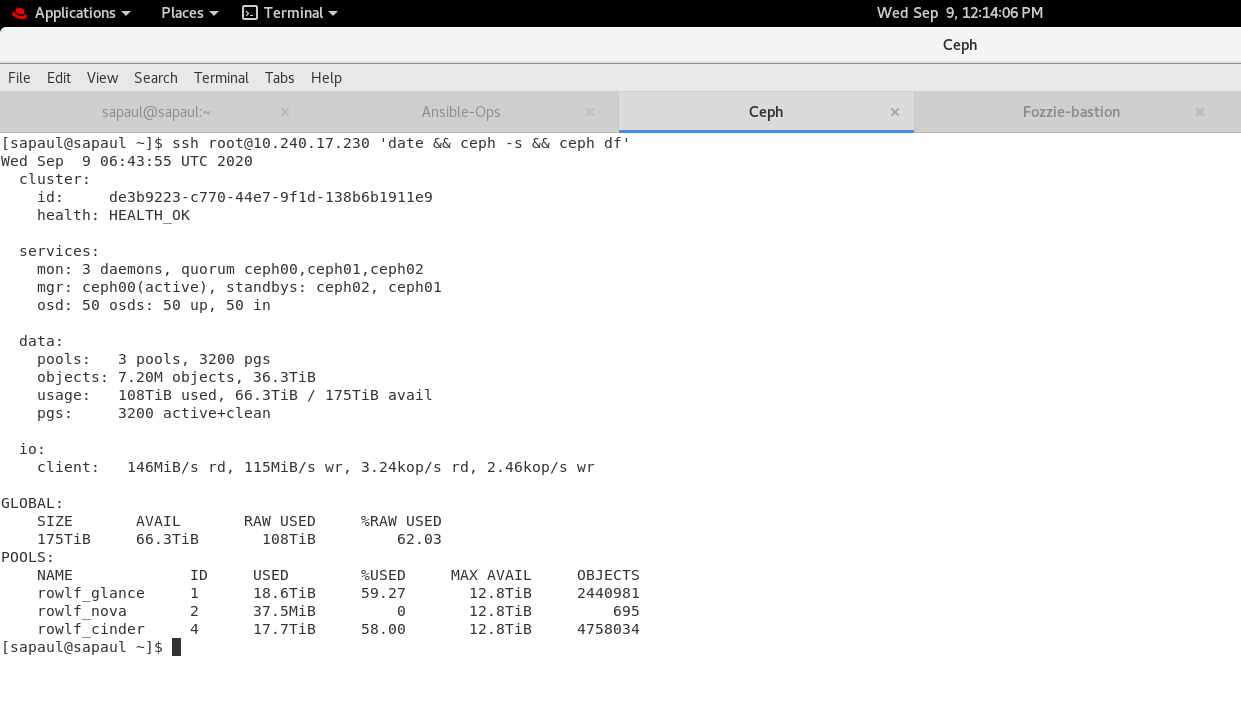 Applications Places Terminal Wed Sep 9, 12:14:06 PM
Ceph
File Edit View Search Terminal Tabs Help
sapaul@sapaul:~ × Ansible-Ops × Ceph × Fozzie-bastion ×
[sapaul@sapaul ~]$ ssh root@10.240.17.230 'date && ceph -s && ceph df'
Wed Sep  9 06:43:55 UTC 2020
  cluster:
    id:     de3b9223-c770-44e7-9f1d-138b6b1911e9
    health: HEALTH_OK

  services:
    mon: 3 daemons, quorum ceph00,ceph01,ceph02
    mgr: ceph00(active), standbys: ceph02, ceph01
    osd: 50 osds: 50 up, 50 in

  data:
    pools:   3 pools, 3200 pgs
    objects: 7.20M objects, 36.3TiB
    usage:   108TiB used, 66.3TiB / 175TiB avail
    pgs:     3200 active+clean

  io:
    client:   146MiB/s rd, 115MiB/s wr, 3.24kop/s rd, 2.46kop/s wr

GLOBAL:
    SIZE       AVAIL       RAW USED     %RAW USED
    175TiB     66.3TiB       108TiB         62.03
POOLS:
    NAME             ID     USED        %USED     MAX AVAIL     OBJECTS
    rowlf_glance     1      18.6TiB     59.27       12.8TiB     2440981
    rowlf_nova       2      37.5MiB         0       12.8TiB         695
    rowlf_cinder     4      17.7TiB     58.00       12.8TiB     4758034
[sapaul@sapaul ~]$